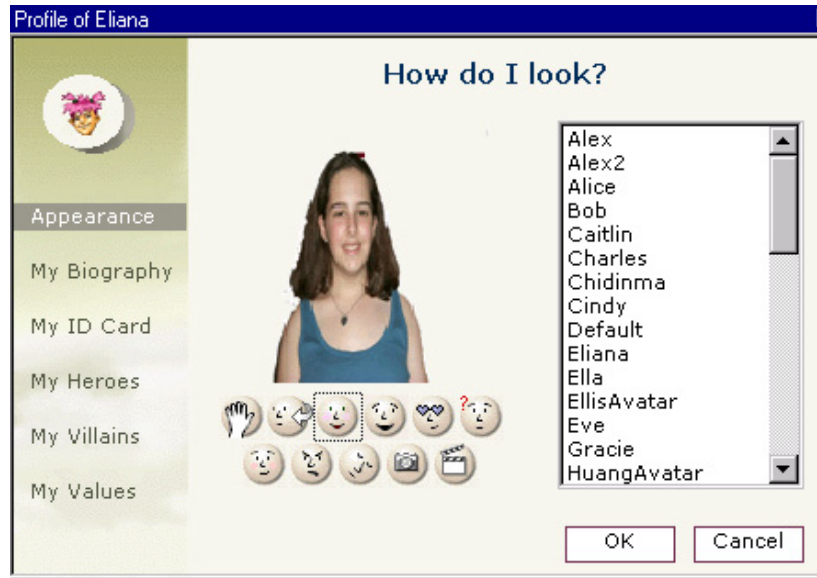 Profile of Eliana
How do I look?
Appearance
My Biography
My ID Card
My Heroes
My Villains
My Values
?
Alex
Alex2
Alice
Bob
Caitlin
Charles
Chidinma
Cindy
Default
Eliana
Ella
EllisAvatar
Eve
Gracie
HuangAvatar
OK
Cancel